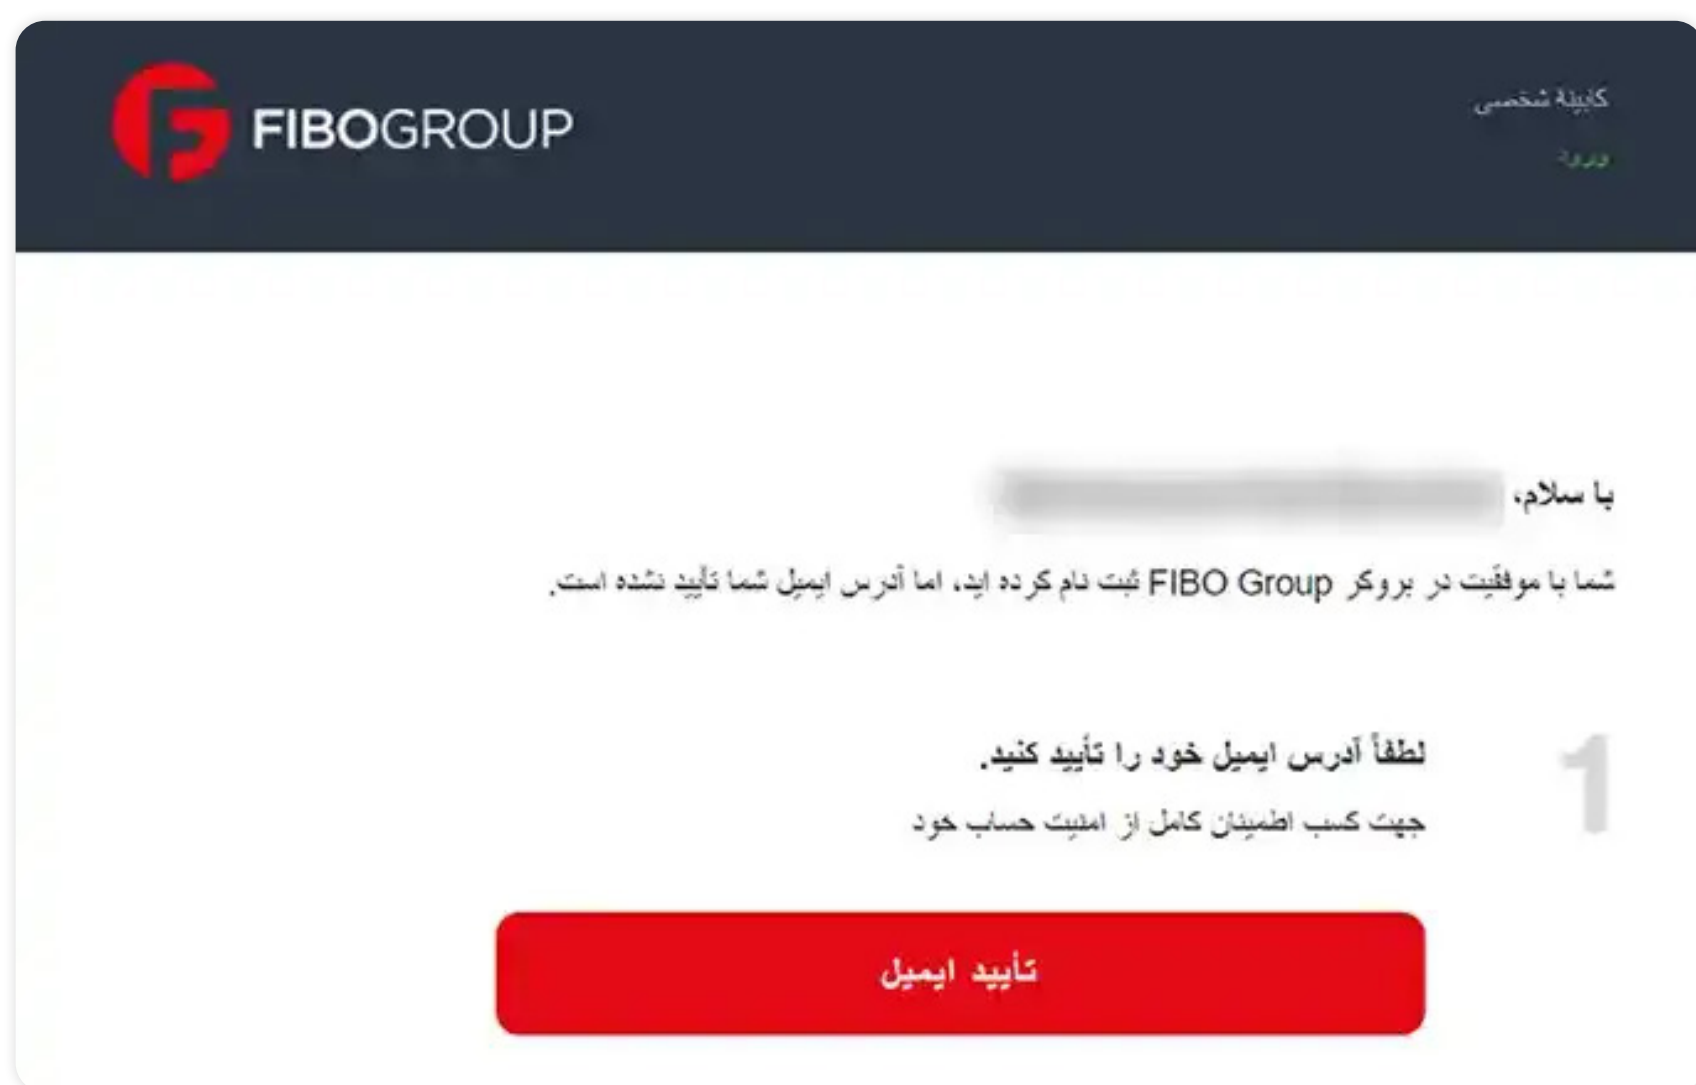 FIBOGROUP
کابینهٔ شخصی
ورود
با سلام،
شما با موفقیت در بروکر FIBO Group ثبت نام کرده اید، اما آدرس ایمیل شما تأیید نشده است.
1
لطفاً آدرس ایمیل خود را تأیید کنید.
جهت کسب اطمینان کامل از امنیت حساب خود
تأیید ایمیل